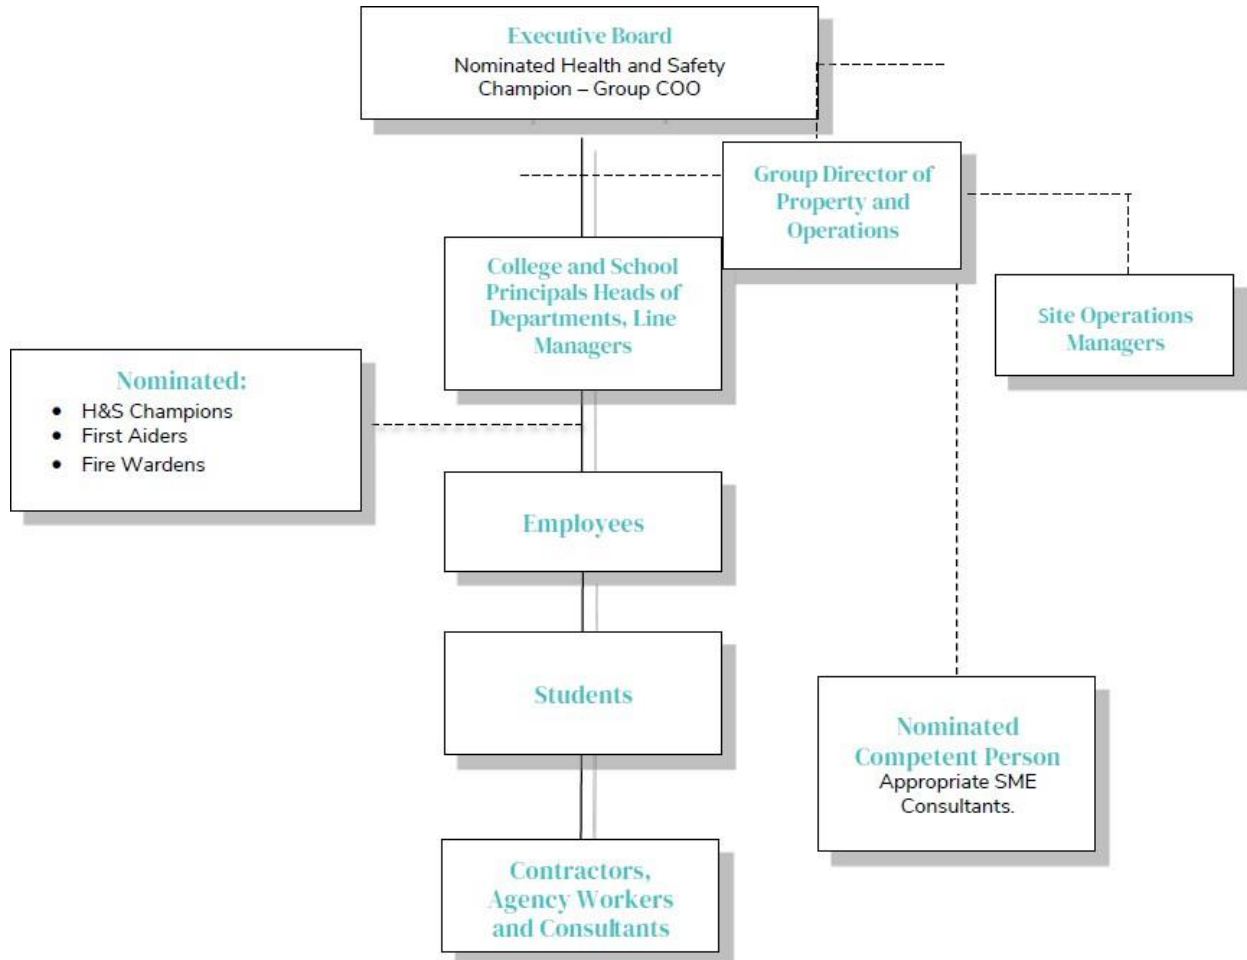 Executive Board
Nominated Health and Safety
Champion – Group COO
Group Director of
Property and
Operations
College and School
Principals Heads of
Departments, Line
Managers
Site Operations
Managers
Nominated:
• H&S Champions
• First Aiders
• Fire Wardens
Employees
Students
Nominated
Competent Person
Appropriate SME
Consultants.
Contractors,
Agency Workers
and Consultants